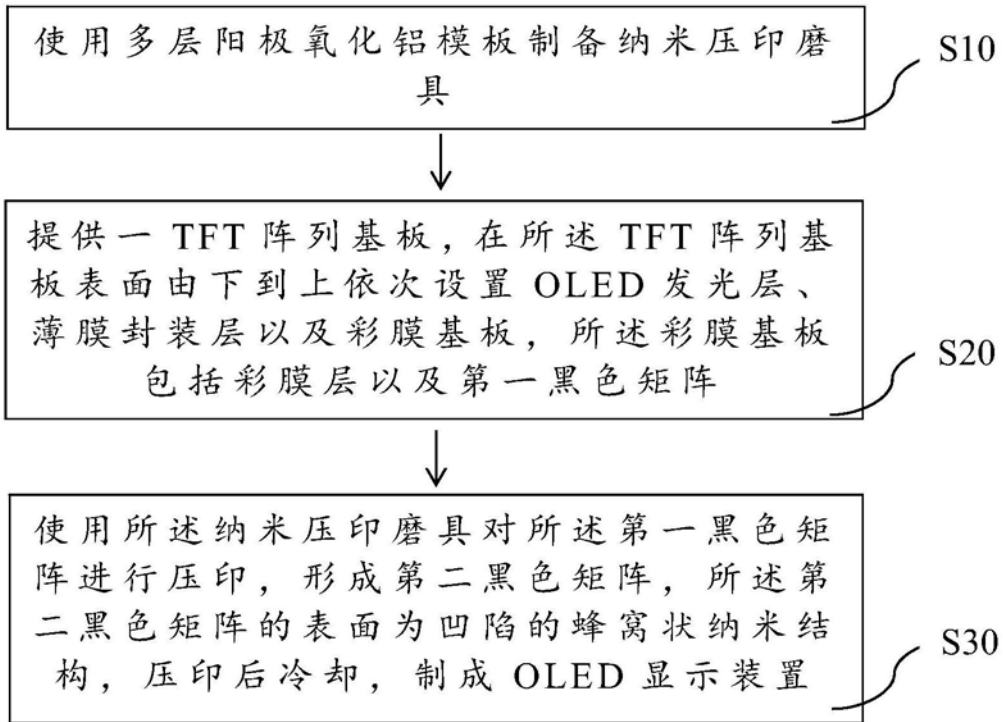 使用多层阳极氧化铝模板制备纳米压印磨
具
S10
提供一 TFT 阵列基板，在所述 TFT 阵列基
板表面由下到上依次设置 OLED 发光层、
薄膜封装层以及彩膜基板，所述彩膜基板
包括彩膜层以及第一黑色矩阵
S20
使用所述纳米压印磨具对所述第一黑色矩
阵进行压印，形成第二黑色矩阵，所述第
二黑色矩阵的表面为凹陷的蜂窝状纳米结
构，压印后冷却，制成 OLED 显示装置
S30